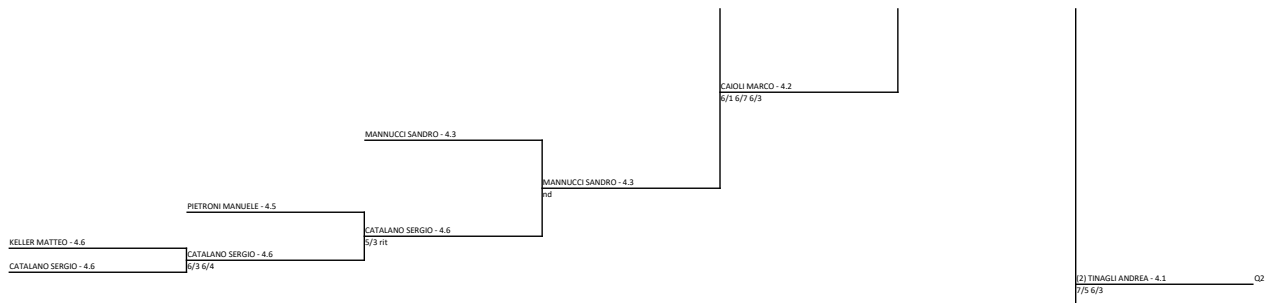 CAIOLI MARCO - 4.2
6/1 6/7 6/3
MANNUCCI SANDRO - 4.3
MANNUCCI SANDRO - 4.3
nd
PIETRONI MANUELE - 4.5
CATALANO SERGIO - 4.6
5/3 rit
KELLER MATTEO - 4.6
CATALANO SERGIO - 4.6
6/3 6/4
CATALANO SERGIO - 4.6
(2) TINAGLI ANDREA - 4.1
Q2
7/5 6/3